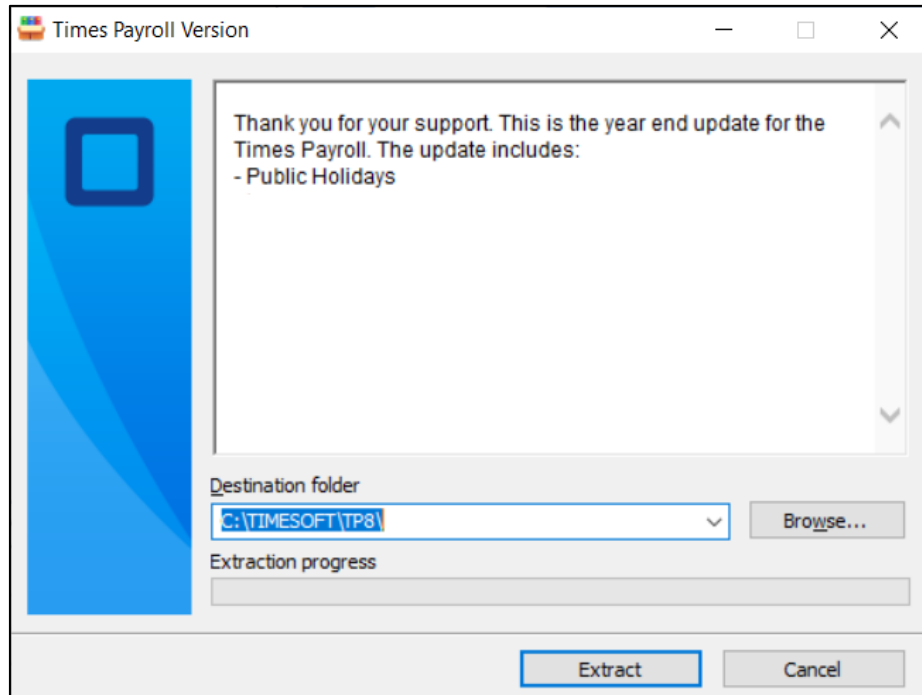 Times Payroll Version
Thank you for your support. This is the year end update for the
Times Payroll. The update includes:
- Public Holidays
Destination folder
C:\TIMESOFT\TP8\
Browse...
Extraction progress
Extract
Cancel